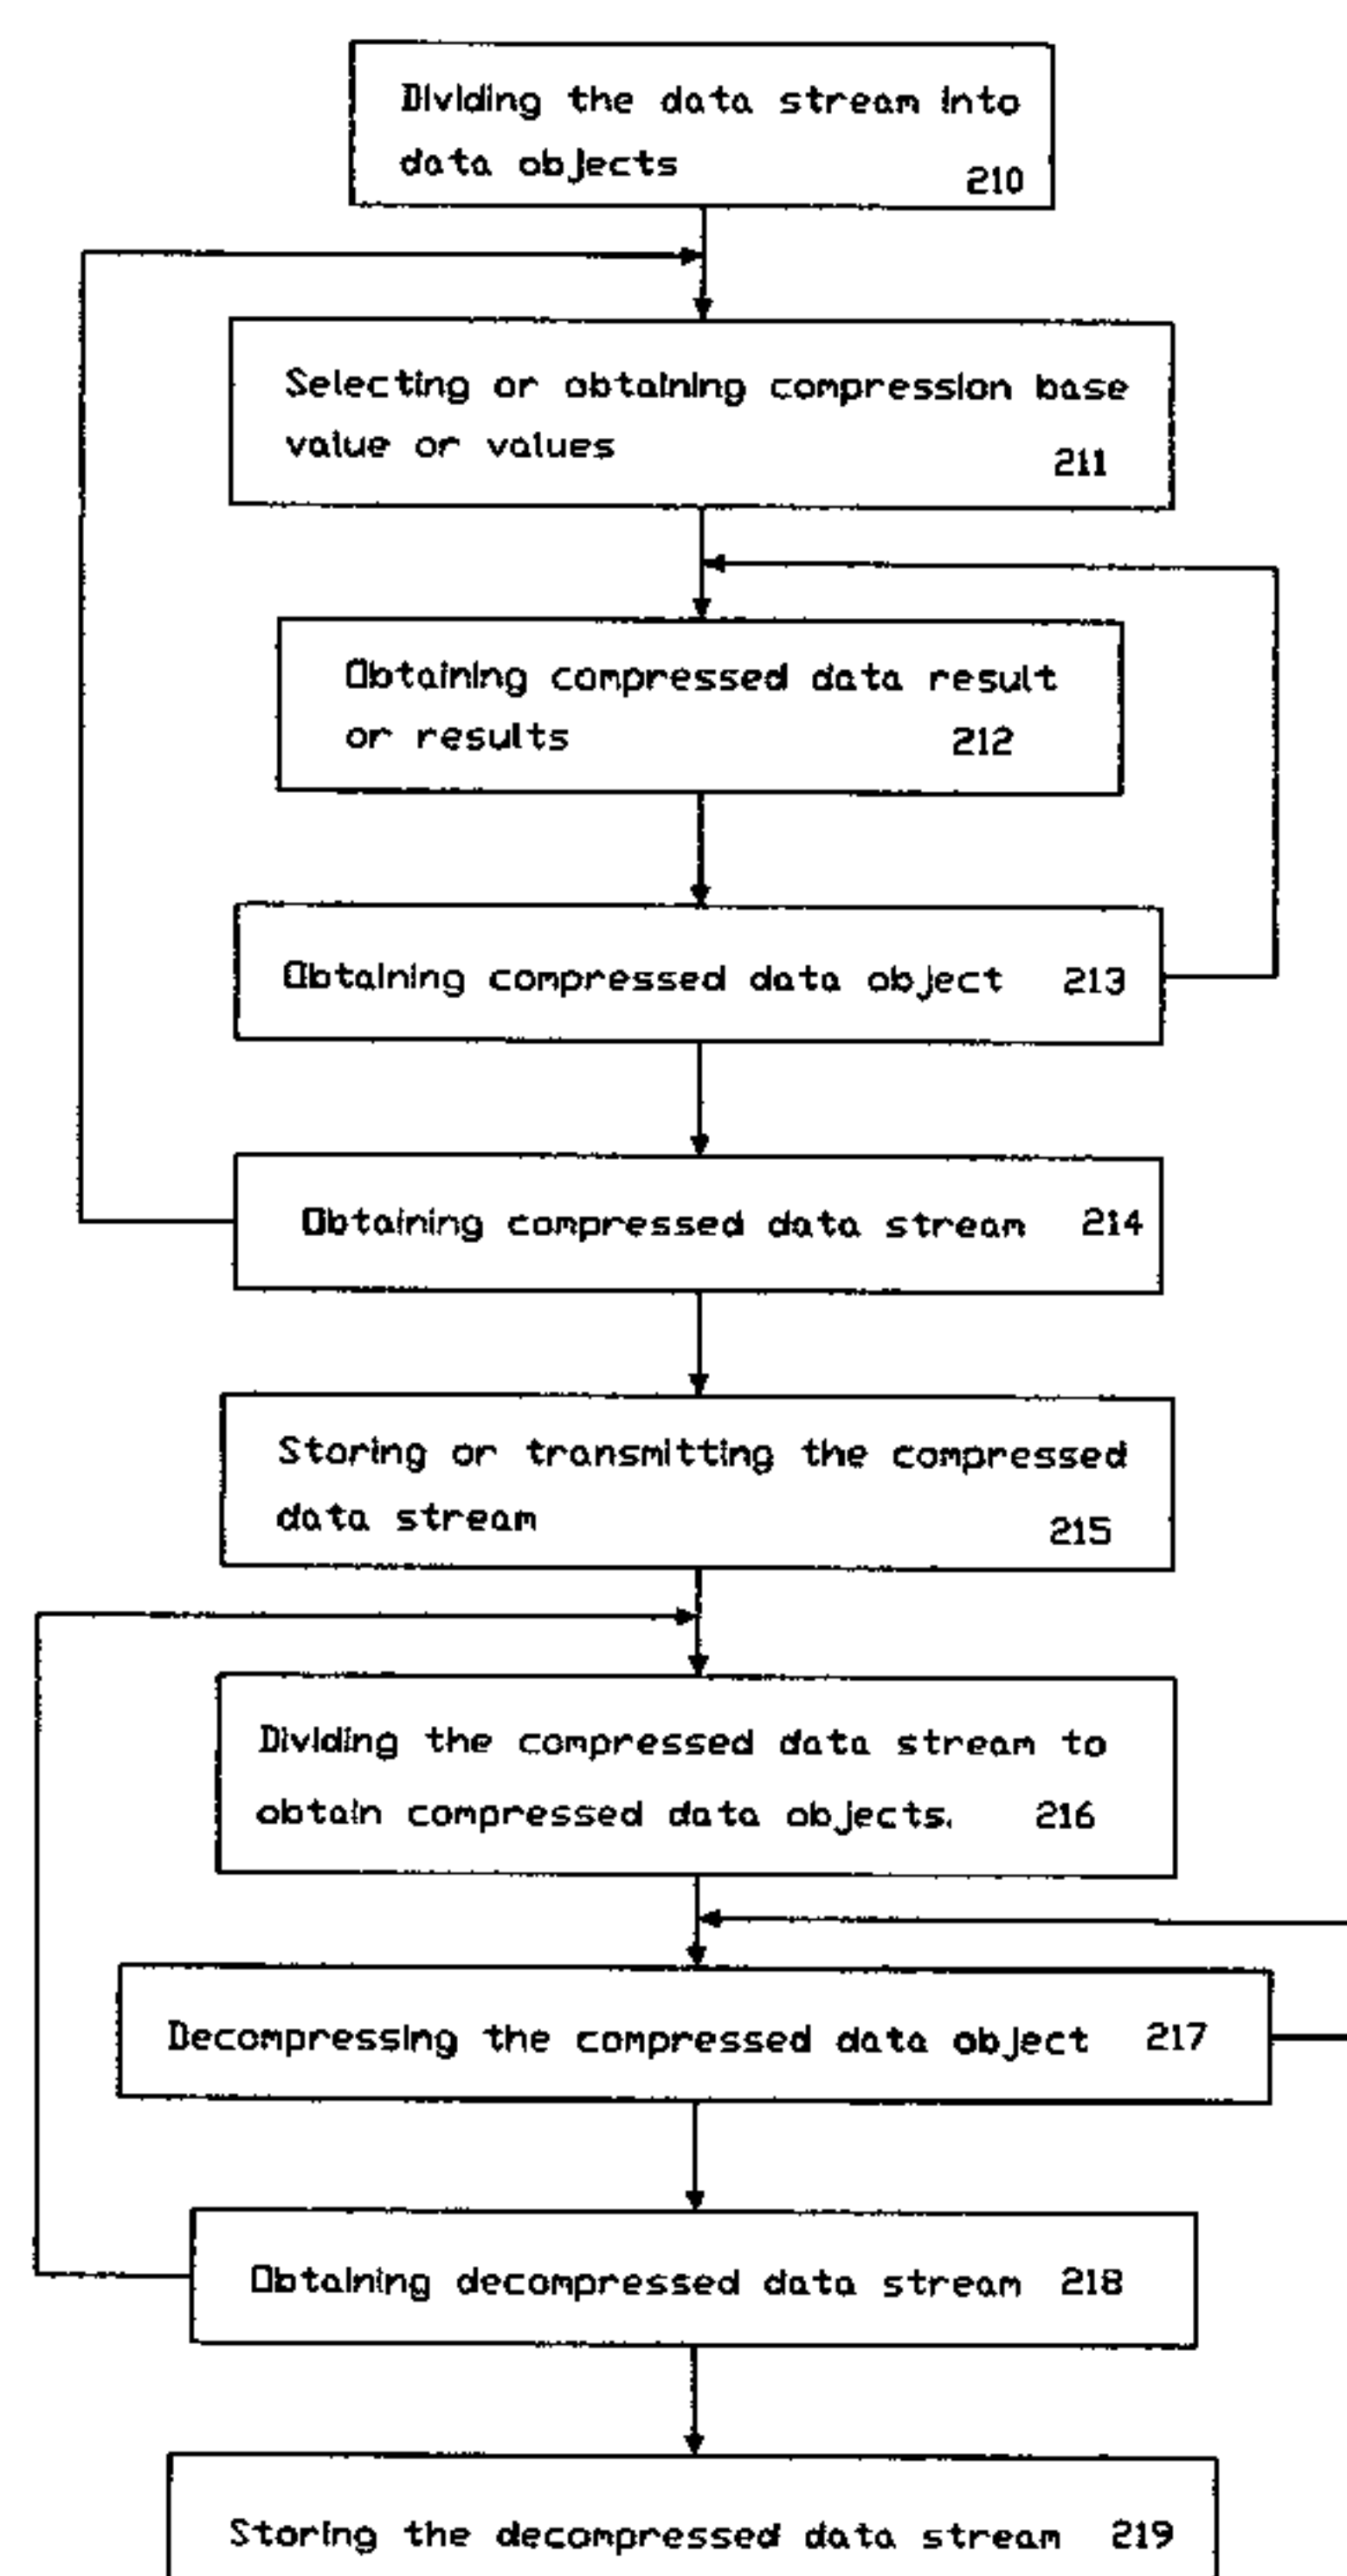 Dividing the data stream into
data objects
210
Selecting or obtaining compression base
value or values
211
Obtaining compressed data result
or results 212
Obtaining compressed data object 213
Obtaining compressed data stream 214
Storing or transmitting the compressed
data stream
215
Dividing the compressed data stream to
obtain compressed data objects. 216
Decompressing the compressed data object 217
Obtaining decompressed data stream 218
Storing the decompressed data stream 219